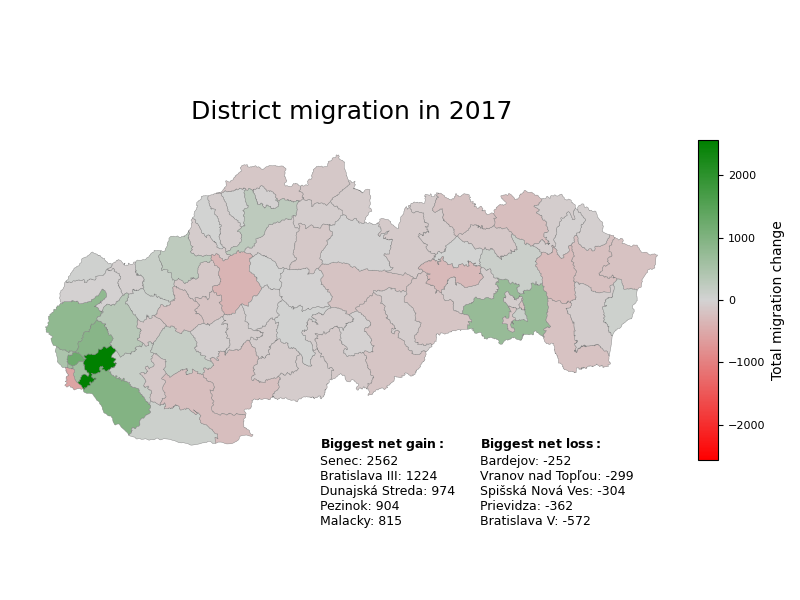 District migration in 2017
2000
1000
0
−1000
−2000
Total migration change
Biggest net gain:
Senec: 2562
Bratislava III: 1224
Dunajská Streda: 974
Pezinok: 904
Malacky: 815
Biggest net loss:
Bardejov: -252
Vranov nad Topľou: -299
Spišská Nová Ves: -304
Prievidza: -362
Bratislava V: -572